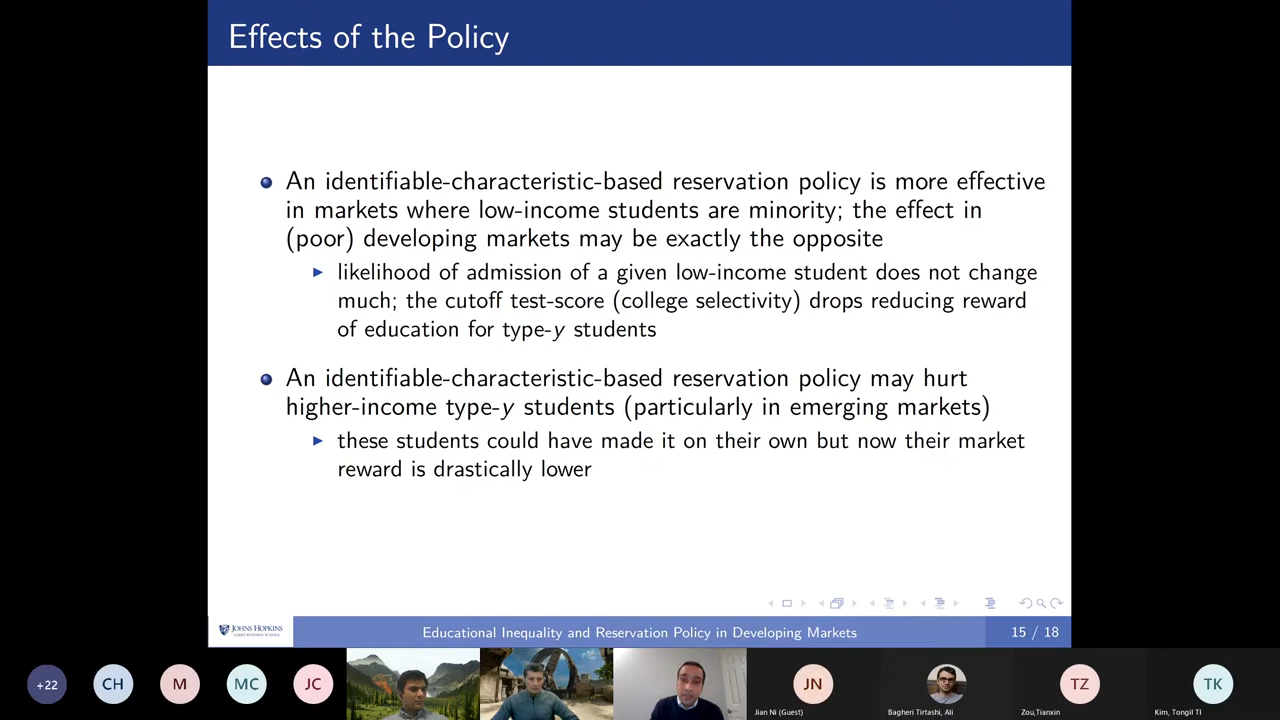 Effects of the Policy
An identifiable-characteristic-based reservation policy is more effective
in markets where low-income students are minority; the effect in
(poor) developing markets may be exactly the opposite
likelihood of admission of a given low-income student does not change
much; the cutoff test-score (college selectivity) drops reducing reward
of education for type-y students
An identifiable-characteristic-based reservation policy may hurt
higher-income type-y students (particularly in emerging markets)
these students could have made it on their own but now their market
reward is drastically lower
JOHNS HOPKINS
CAREY BUSINESS SCHOOL
Educational Inequality and Reservation Policy in Developing Markets
15 / 18
+22
CH
M
MC
JC
JN
TZ
TK
Jian Ni (Guest)
Bagheri Tirtashi, Ali
Zou,Tianxin
Kim, Tongil TI